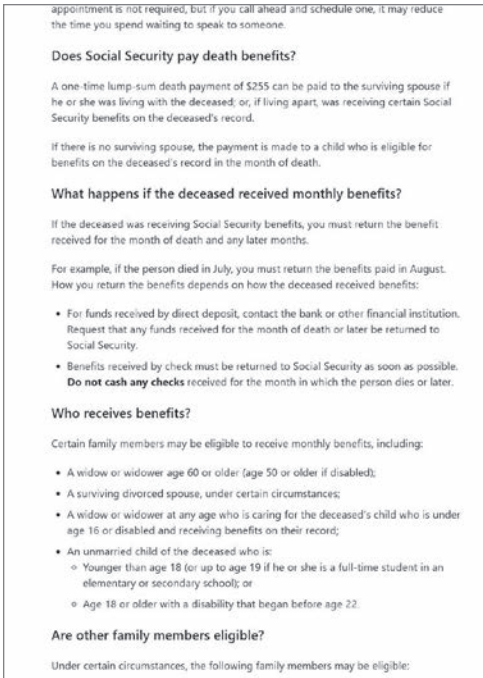 appointment is not required, but if you call ahead and schedule one, it may reduce
the time you spend waiting to speak to someone.
Does Social Security pay death benefits?
A one-time lump-sum death payment of $255 can be paid to the surviving spouse if
he or she was living with the deceased; or, if living apart, was receiving certain Social
Security benefits on the deceased's record.
If there is no surviving spouse, the payment is made to a child who is eligible for
benefits on the deceased's record in the month of death.
What happens if the deceased received monthly benefits?
If the deceased was receiving Social Security benefits, you must return the benefit
received for the month of death and any later months.
For example, if the person died in July, you must return the benefits paid in August.
How you return the benefits depends on how the deceased received benefits:
• For funds received by direct deposit, contact the bank or other financial institution.
Request that any funds received for the month of death or later be returned to
Social Security.
• Benefits received by check must be returned to Social Security as soon as possible.
Do not cash any checks received for the month in which the person dies or later.
Who receives benefits?
Certain family members may be eligible to receive monthly benefits, including:
• A widow or widower age 60 or older (age 50 or older if disabled);
• A surviving divorced spouse, under certain circumstances;
• A widow or widower at any age who is caring for the deceased's child who is under
age 16 or disabled and receiving benefits on their record;
• An unmarried child of the deceased who is:
◦ Younger than age 18 (or up to age 19 if he or she is a full-time student in an
elementary or secondary school); or
◦ Age 18 or older with a disability that began before age 22.
Are other family members eligible?
Under certain circumstances, the following family members may be eligible: